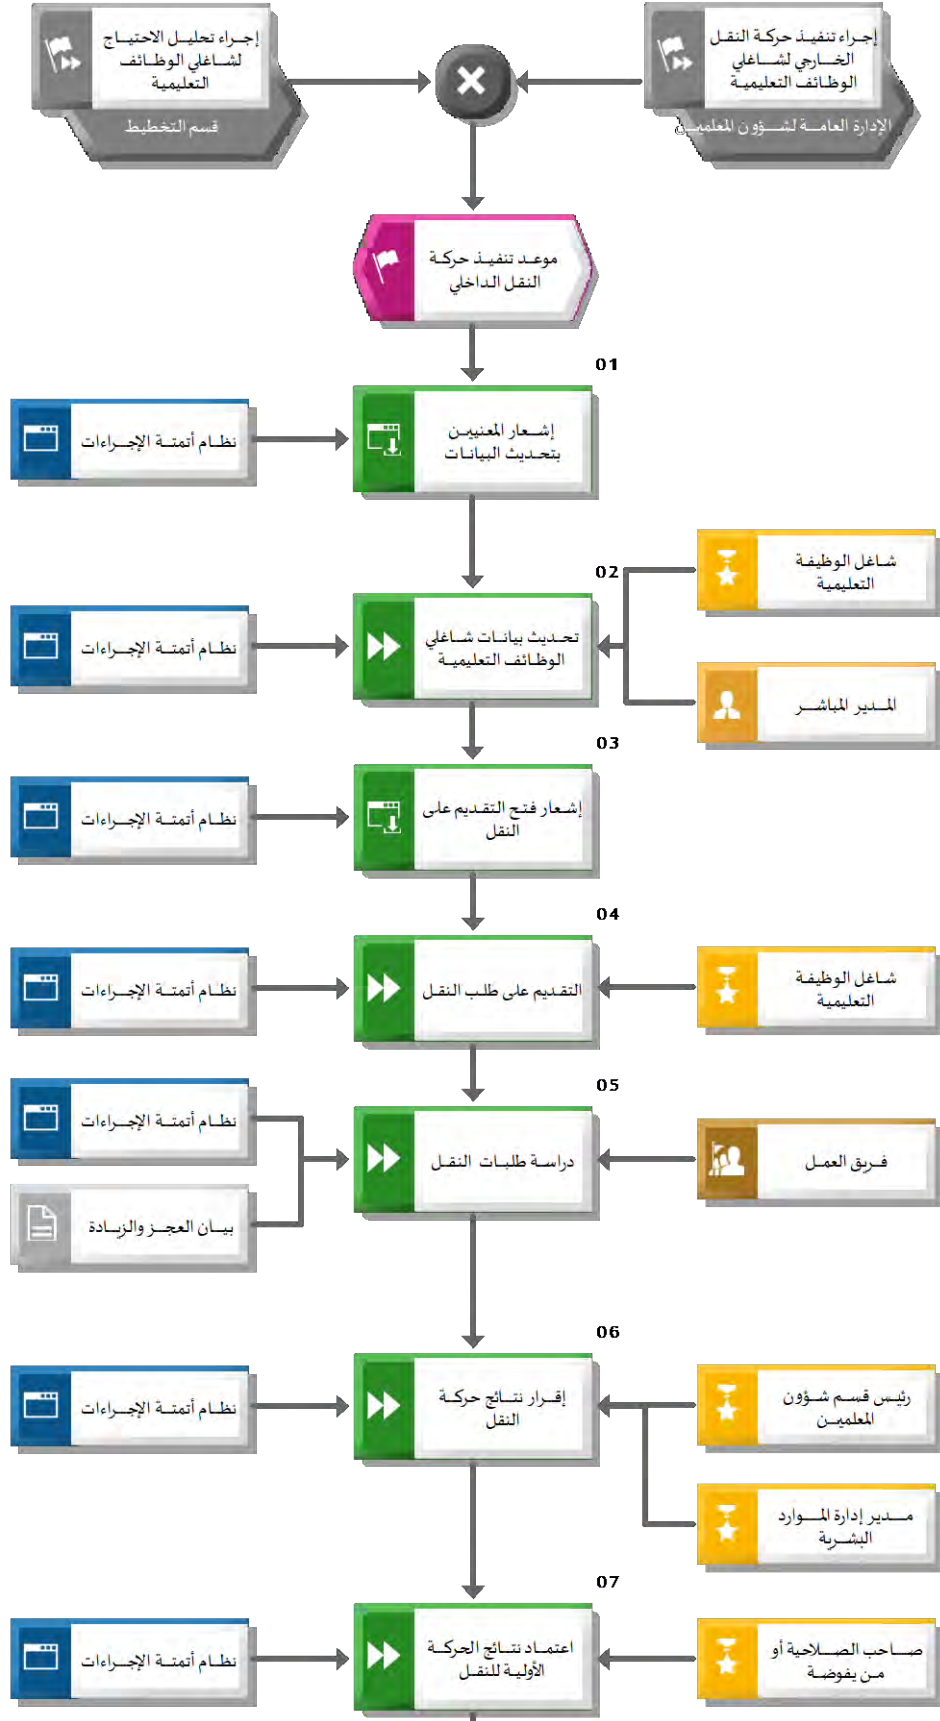 إجراء تنفيذ حركة النقل
الخارجي لشاغلي
الوظائف التعليمية
الإدارة العامة لشؤون المعلمين
إجراء تحليل الاحتياج
لشاغلي الوظائف
التعليمية
قسم التخطيط
موعد تنفيذ حركة
النقل الداخلي
01
إشعار المعنيين
بتحديث البيانات
نظام أتمتة الإجراءات
02
شاغل الوظيفة
التعليمية
المدير المباشر
تحديث بيانات شاغلي
الوظائف التعليمية
نظام أتمتة الإجراءات
03
إشعار فتح التقديم على
النقل
نظام أتمتة الإجراءات
04
شاغل الوظيفة
التعليمية
التقديم على طلب النقل
نظام أتمتة الإجراءات
05
فريق العمل
دراسة طلبات النقل
نظام أتمتة الإجراءات
بيان العجز والزيادة
06
رئيس قسم شؤون
المعلمين
مدير إدارة الموارد
البشرية
إقرار نتائج حركة
النقل
نظام أتمتة الإجراءات
07
صاحب الصلاحية أو
من يفوضة
اعتماد نتائج الحركة
الأولية للنقل
نظام أتمتة الإجراءات